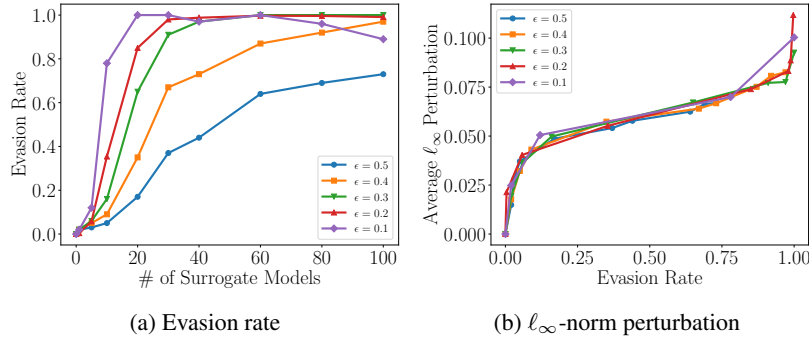 1.0
0.8
0.6
0.4
0.2
0.0
Evasion Rate
0 20 40 60 80 100
# of Surrogate Models
ϵ = 0.5
ϵ = 0.4
ϵ = 0.3
ϵ = 0.2
ϵ = 0.1
(a) Evasion rate
0.100
0.075
0.050
0.025
0.000
Average ℓ∞ Perturbation
0.00 0.25 0.50 0.75 1.00
Evasion Rate
ϵ = 0.5
ϵ = 0.4
ϵ = 0.3
ϵ = 0.2
ϵ = 0.1
(b) ℓ∞-norm perturbation